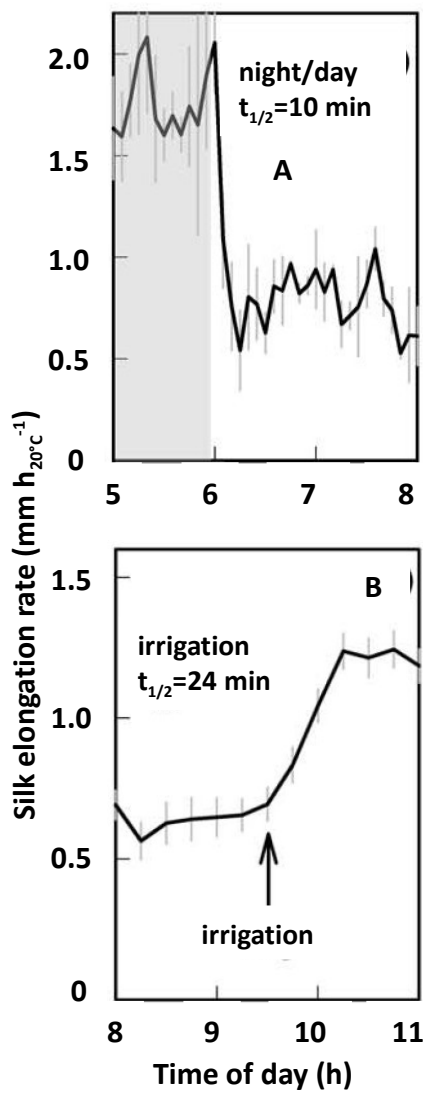 2.0
night/day
t1/2=10 min
A
1.5
1.0
0.5
0
5 6 7 8
Silk elongation rate (mm h20°C-1)
1.5
B
irrigation
t1/2=24 min
1.0
0.5
irrigation
0
8 9 10 11
Time of day (h)